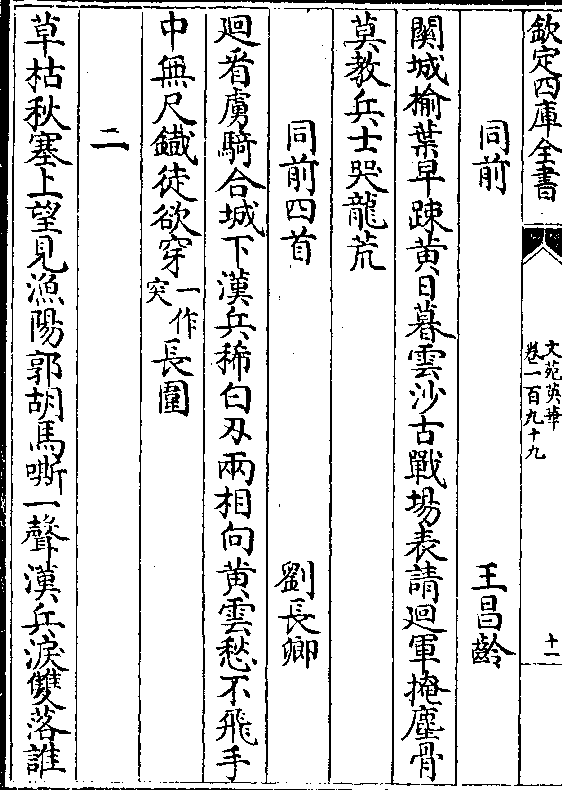 欽定四庫全書
文苑英華
卷一百九十九
十一
同前 王昌齡
關城榆葉早踈黄日暮雲沙古戰場表請迴軍掩塵骨
莫教兵士哭龍荒
同前四首 劉長卿
迴看虜騎合城下漢兵稀白刃兩相向黄雲愁不飛手
中無尺鐡徒欲穿一作突長圍
二
草枯秋塞上望見漁陽郭胡馬嘶一聲漢兵淚雙落誰